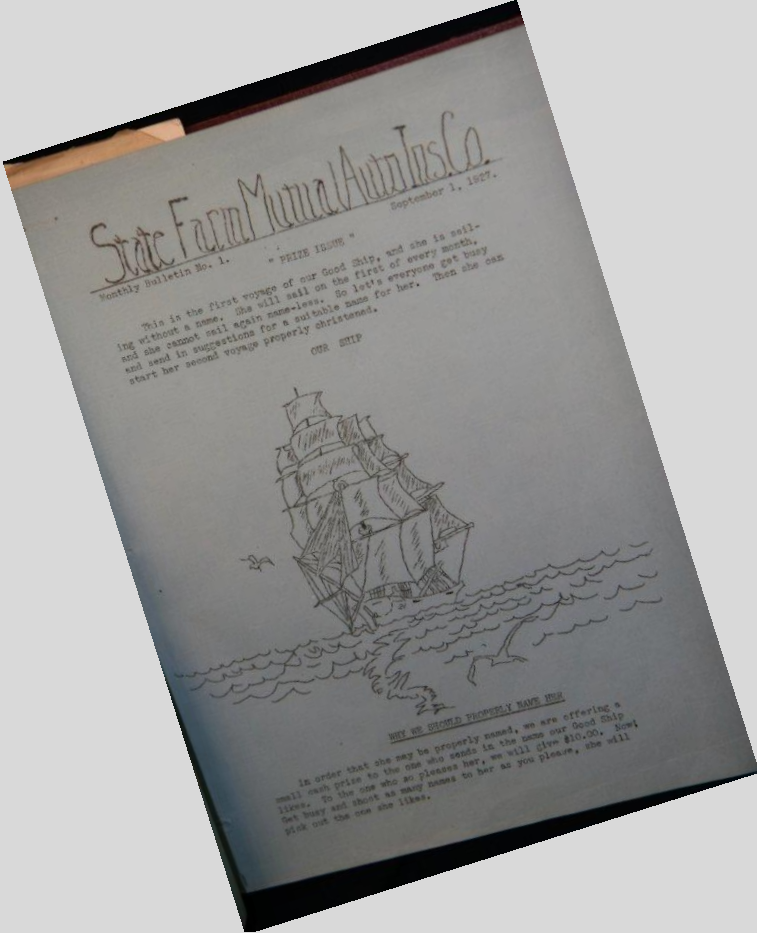 State Farm Mutual Auto Ins. Co.
September 1, 1927.
Monthly Bulletin No. 1.
" PRIZE ISSUE "
This is the first voyage of our Good Ship, and she is sail-
ing without a name. She will sail on the first of every month,
and she cannot sail again name-less. So let's everyone get busy
and send in suggestions for a suitable name for her. Then she can
start her second voyage properly christened.
OUR SHIP
WHY WE SHOULD PROPERLY NAME HER
in order that she may be properly named, we are offering a
small cash prize to the one who sends in the name our Good Ship
likes. To the one who so pleases her, we will give $10.00. Now!
Get busy and shoot as many names to her as you please, she will
pick out the one she likes.